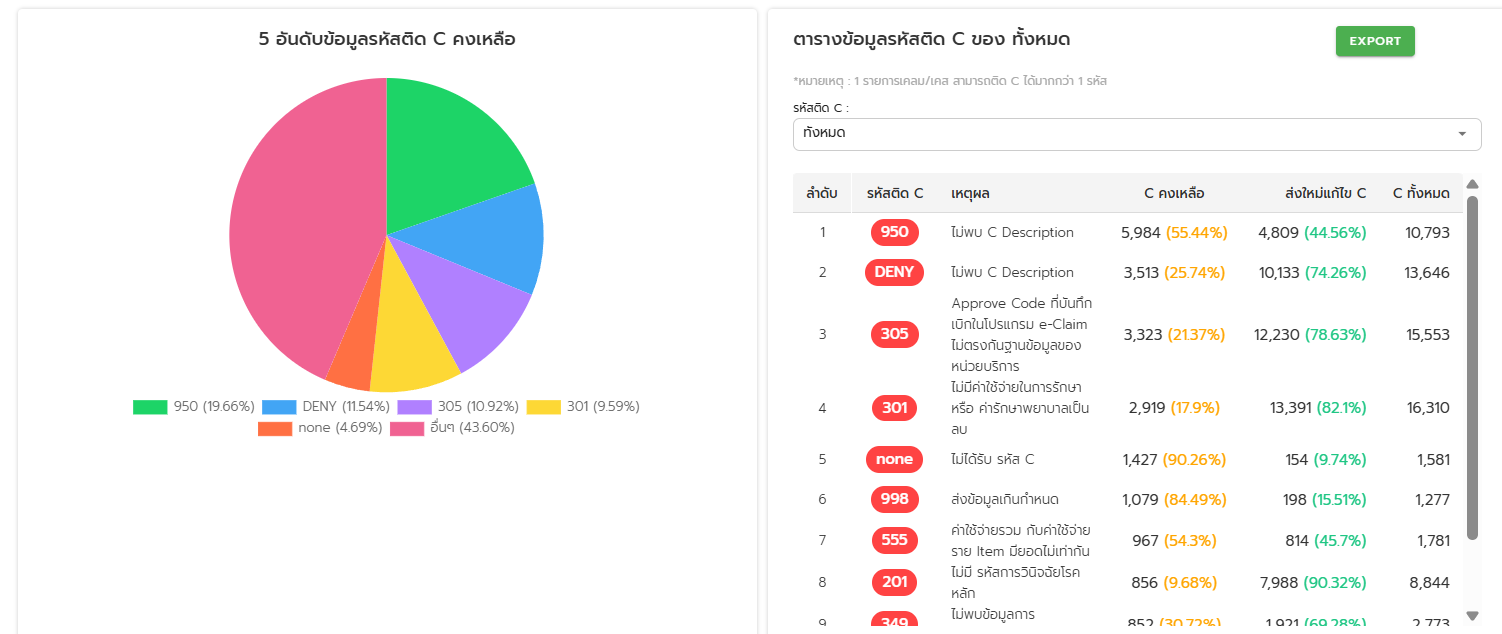 5 อันดับข้อมูลรหัสติด C คงเหลือ
950 (19.66%) DENY (11.54%) 305 (10.92%) 301 (9.59%)
none (4.69%) อื่นๆ (43.60%)
ตารางข้อมูลรหัสติด C ของ ทั้งหมด
EXPORT
*หมายเหตุ : 1 รายการเคลม/เคส สามารถติด C ได้มากกว่า 1 รหัส
รหัสติด C :
ทั้งหมด
ลำดับ รหัสติด C เหตุผล C คงเหลือ ส่งใหม่แก้ไข C C ทั้งหมด
1 950 ไม่พบ C Description 5,984 (55.44%) 4,809 (44.56%) 10,793
2 DENY ไม่พบ C Description 3,513 (25.74%) 10,133 (74.26%) 13,646
Approve Code ที่บันทึก
เบิกในโปรแกรม e-Claim
3 305 3,323 (21.37%) 12,230 (78.63%) 15,553
ไม่ตรงกับฐานข้อมูลของ
หน่วยบริการ
ไม่มีค่าใช้จ่ายในการรักษา
4 301 หรือ ค่ารักษาพยาบาลเป็น 2,919 (17.9%) 13,391 (82.1%) 16,310
ลบ
5 none ไม่ได้รับ รหัส C 1,427 (90.26%) 154 (9.74%) 1,581
6 998 ส่งข้อมูลเกินกำหนด 1,079 (84.49%) 198 (15.51%) 1,277
ค่าใช้จ่ายรวม กับค่าใช้จ่าย
7 555 967 (54.3%) 814 (45.7%) 1,781
ราย Item มียอดไม่เท่ากัน
ไม่มี รหัสการวินิจฉัยโรค
8 201 856 (9.68%) 7,988 (90.32%) 8,844
หลัก
ไม่พบข้อมูลการ
9 349 852 (30.72%) 1,921 (69.28%) 2,773